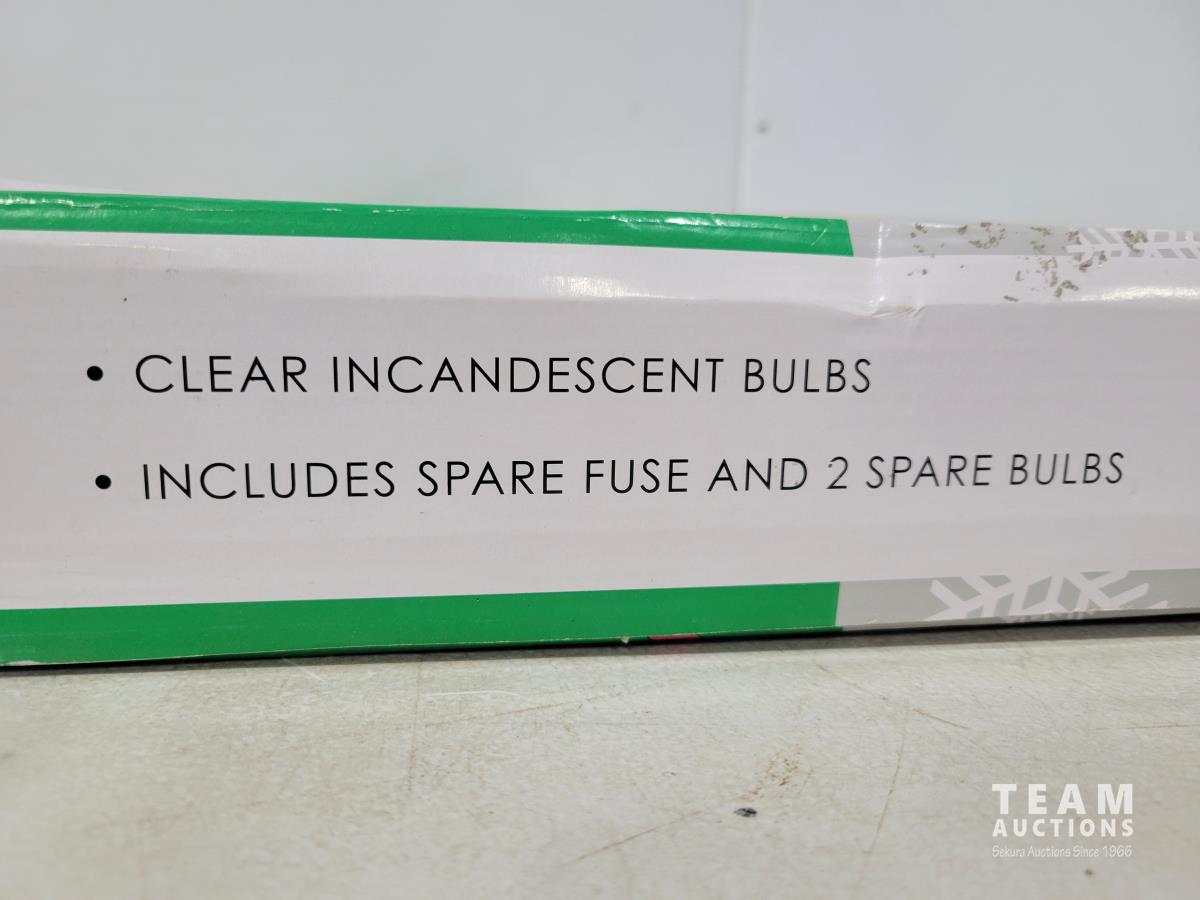 • CLEAR INCANDESCENT BULBS
• INCLUDES SPARE FUSE AND 2 SPARE BULBS
TEAM
AUCTIONS
Sekura Auctions Since 1966